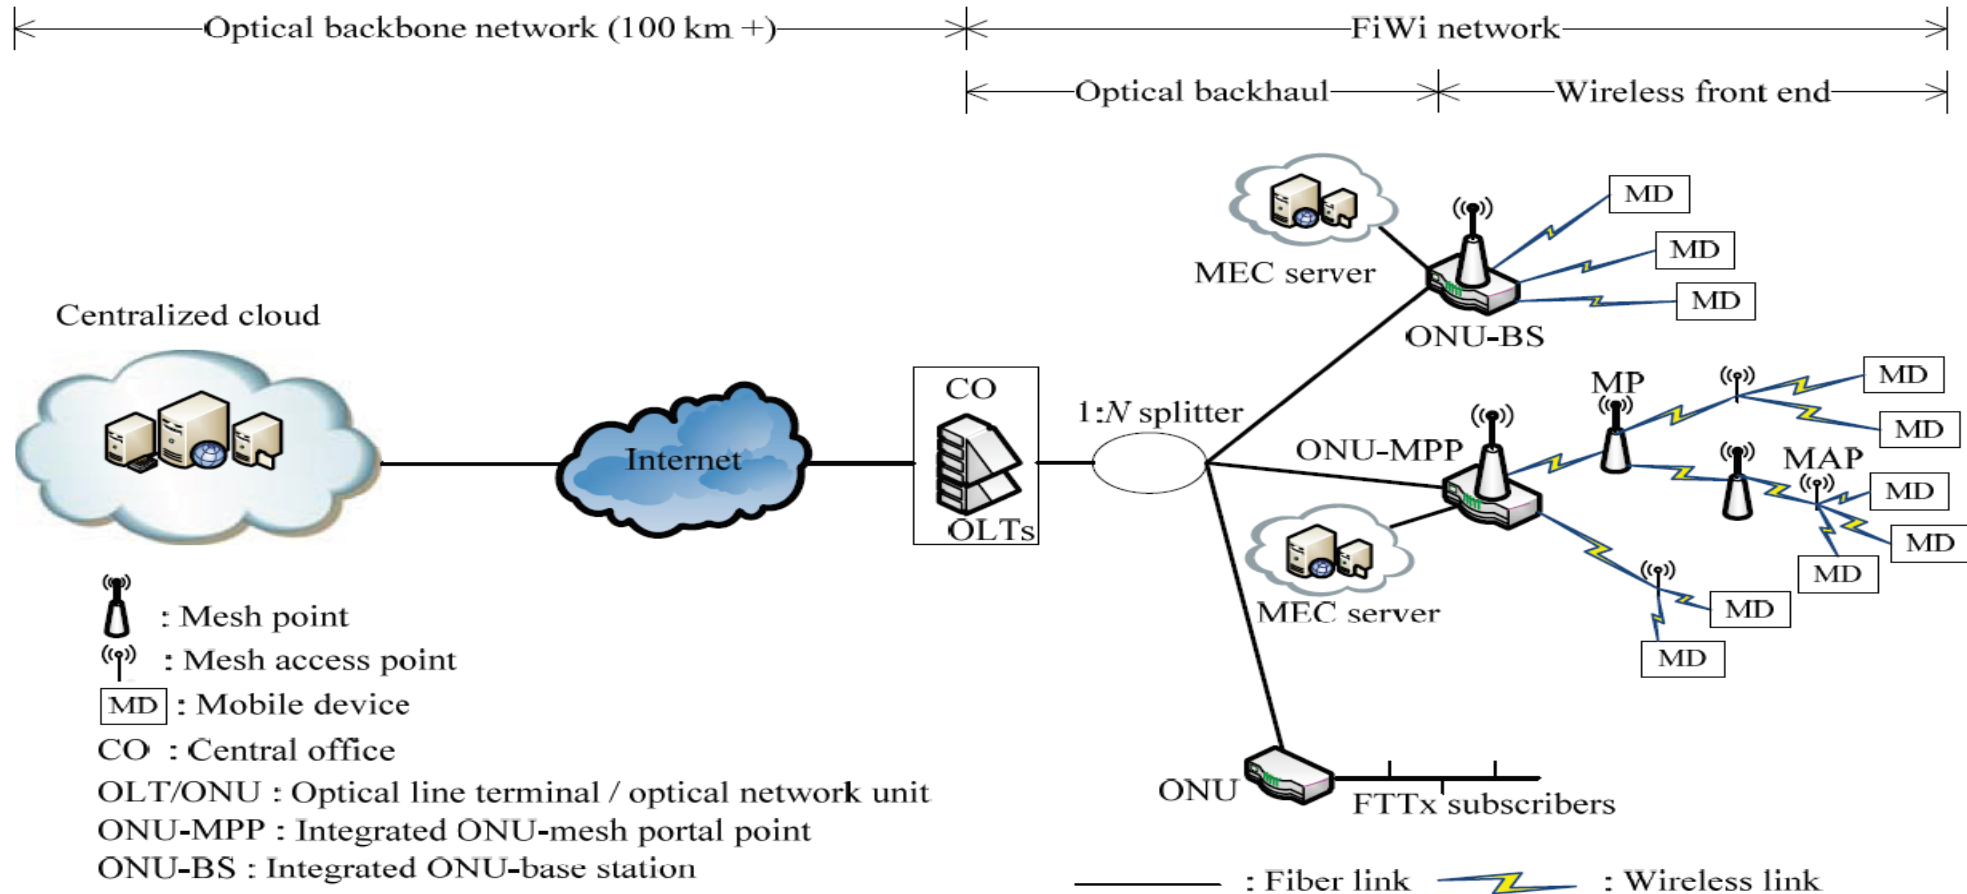 Optical backbone network (100 km +)
FiWi network
Optical backhaul
Wireless front end
MD
MD
MD
MEC server
ONU-BS
Centralized cloud
Internet
CO
OLTs
1:N splitter
ONU-MPP
MP
MD
MD
MAP
MD
MD
MD
MEC server
MD
MD
ONU
FTTx subscribers
: Mesh point
: Mesh access point
MD : Mobile device
CO : Central office
OLT/ONU : Optical line terminal / optical network unit
ONU-MPP : Integrated ONU-mesh portal point
ONU-BS : Integrated ONU-base station
: Fiber link
: Wireless link